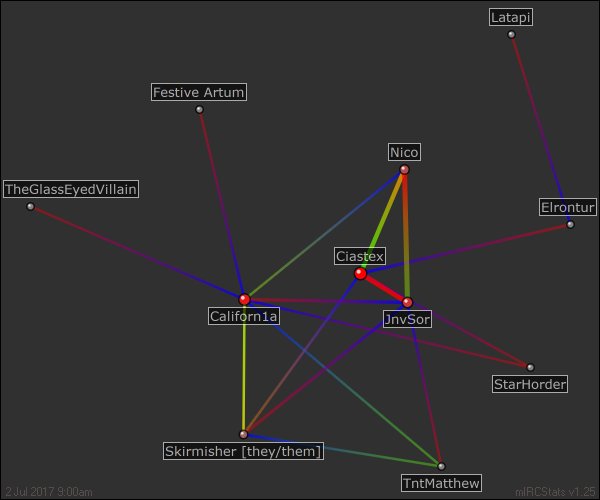 Latapi
Festive Artum
Nico
TheGlassEyedVillain
Elrontur
Ciastex
Californ1a
JnvSor
StarHorder
Skirmisher [they/them]
TntMatthew
2 Jul 2017 9:00am
mIRCStats v1.25